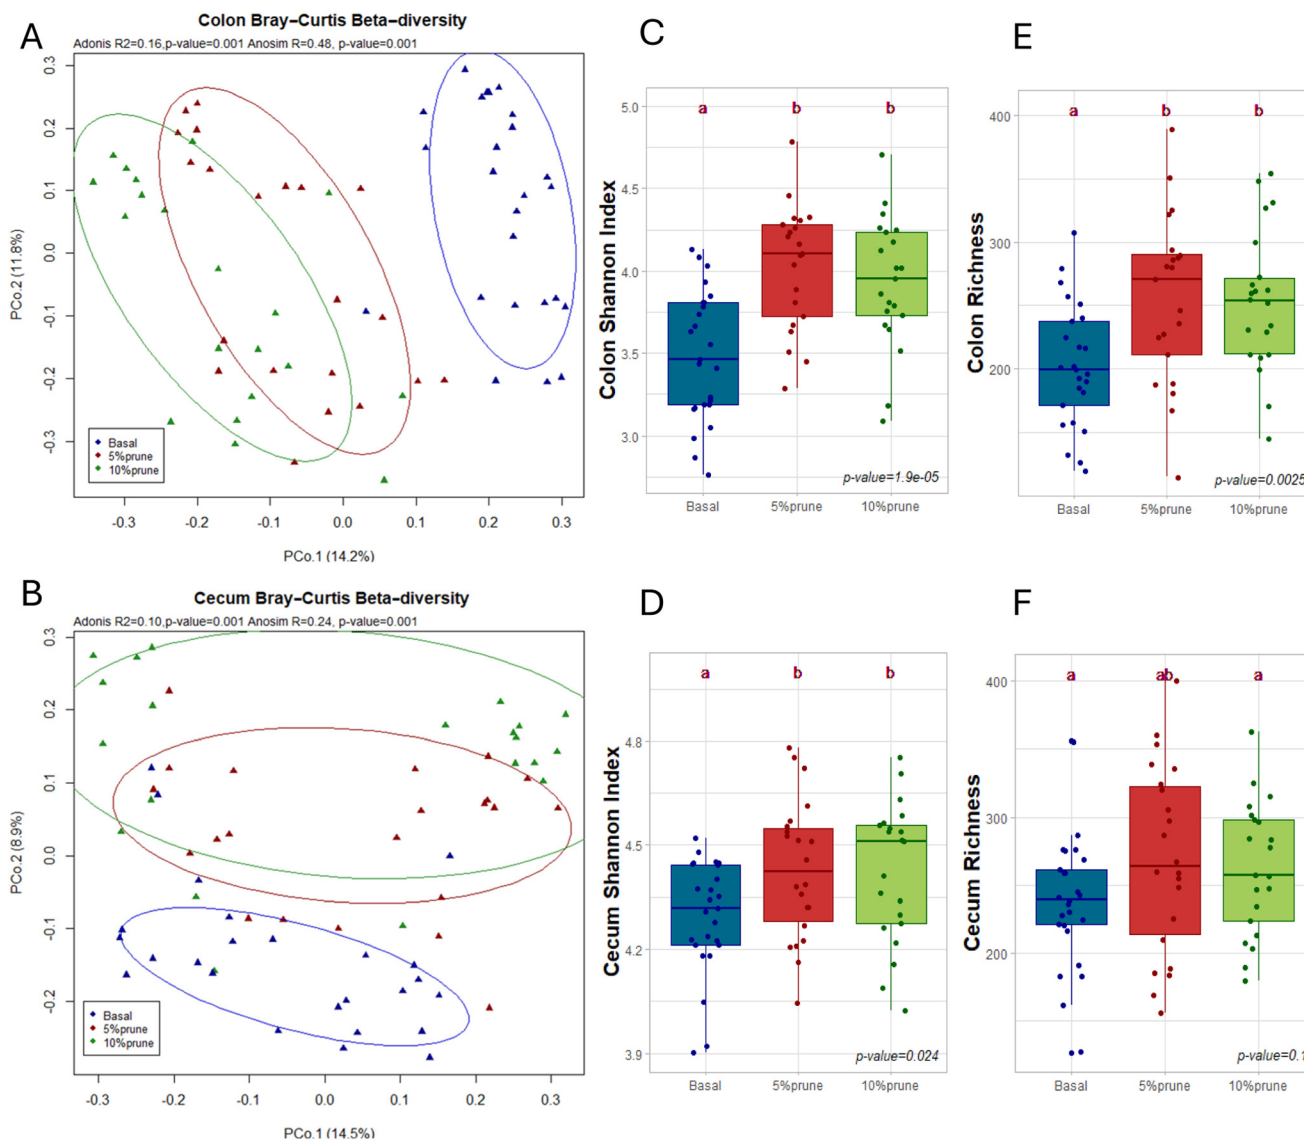 A
Colon Bray-Curtis Beta-diversity
Adonis R2=0.16,p-value=0.001 Anosim R=0.48, p-value=0.001
PCo.2 (11.8%)
0.3
0.2
0.1
0.0
-0.1
-0.2
-0.3
Basal
5%prune
10%prune
-0.3 -0.2 -0.1 0.0 0.1 0.2 0.3
PCo.1 (14.2%)
C
Colon Shannon Index
5.0
4.5
4.0
3.5
3.0
a b b
p-value=1.9e-05
Basal 5%prune 10%prune
E
Colon Richness
400
300
200
a b b
p-value=0.0025
Basal 5%prune 10%prune
B
Cecum Bray-Curtis Beta-diversity
Adonis R2=0.10,p-value=0.001 Anosim R=0.24, p-value=0.001
PCo.2 (8.9%)
0.3
0.2
0.1
0.0
-0.1
-0.2
Basal
5%prune
10%prune
-0.3 -0.2 -0.1 0.0 0.1 0.2 0.3
PCo.1 (14.5%)
D
Cecum Shannon Index
4.8
4.5
4.2
3.9
a b b
p-value=0.024
Basal 5%prune 10%prune
F
Cecum Richness
400
300
200
a ab a
p-value=0.1
Basal 5%prune 10%prune